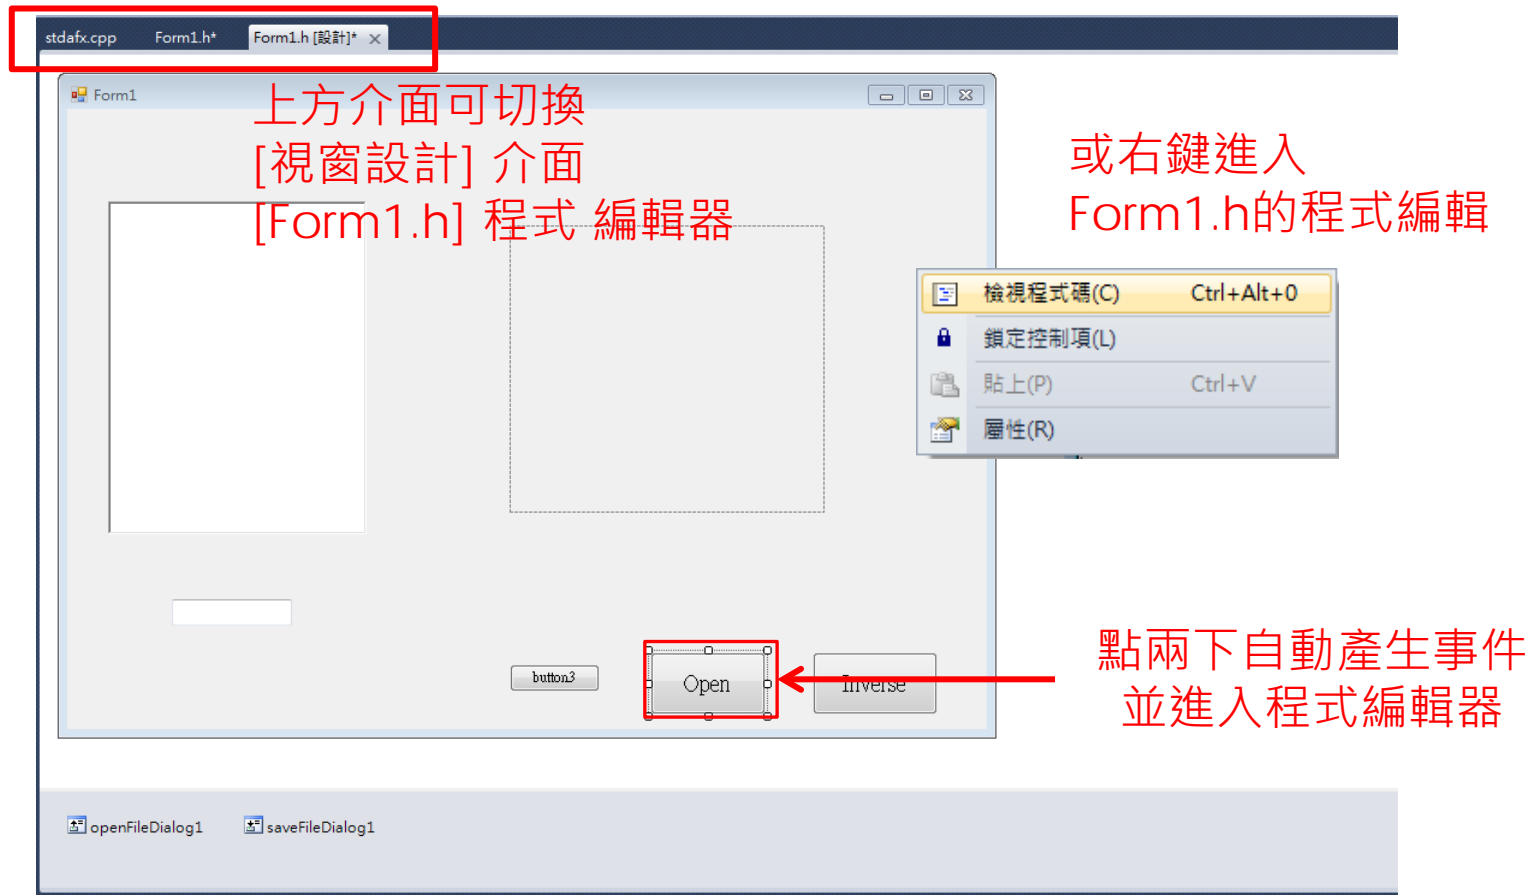 stdafx.cpp Form1.h* Form1.h [設計]*
Form1
上方介面可切換
[視窗設計] 介面
[Form1.h] 程式 編輯器
或右鍵進入
Form1.h的程式編輯
檢視程式碼(C) Ctrl+Alt+0
鎖定控制項(L)
貼上(P) Ctrl+V
屬性(R)
button3 Open Inverse
點兩下自動產生事件
並進入程式編輯器
openFileDialog1 saveFileDialog1